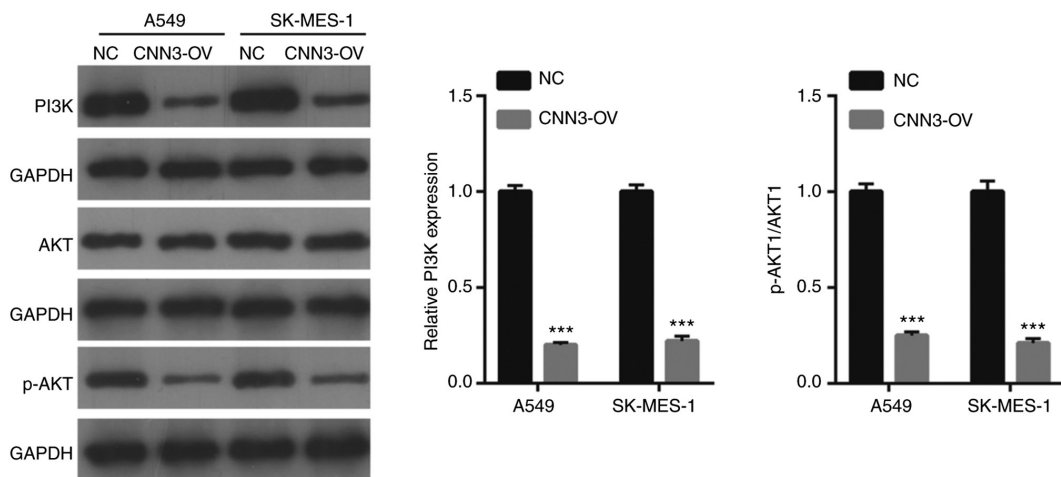 A549 SK-MES-1
NC CNN3-OV NC CNN3-OV
PI3K
GAPDH
AKT
GAPDH
p-AKT
GAPDH
NC
CNN3-OV
Relative PI3K expression
1.5
1.0
0.5
0.0
***
***
A549 SK-MES-1
NC
CNN3-OV
p-AKT1/AKT1
1.5
1.0
0.5
0.0
***
***
A549 SK-MES-1